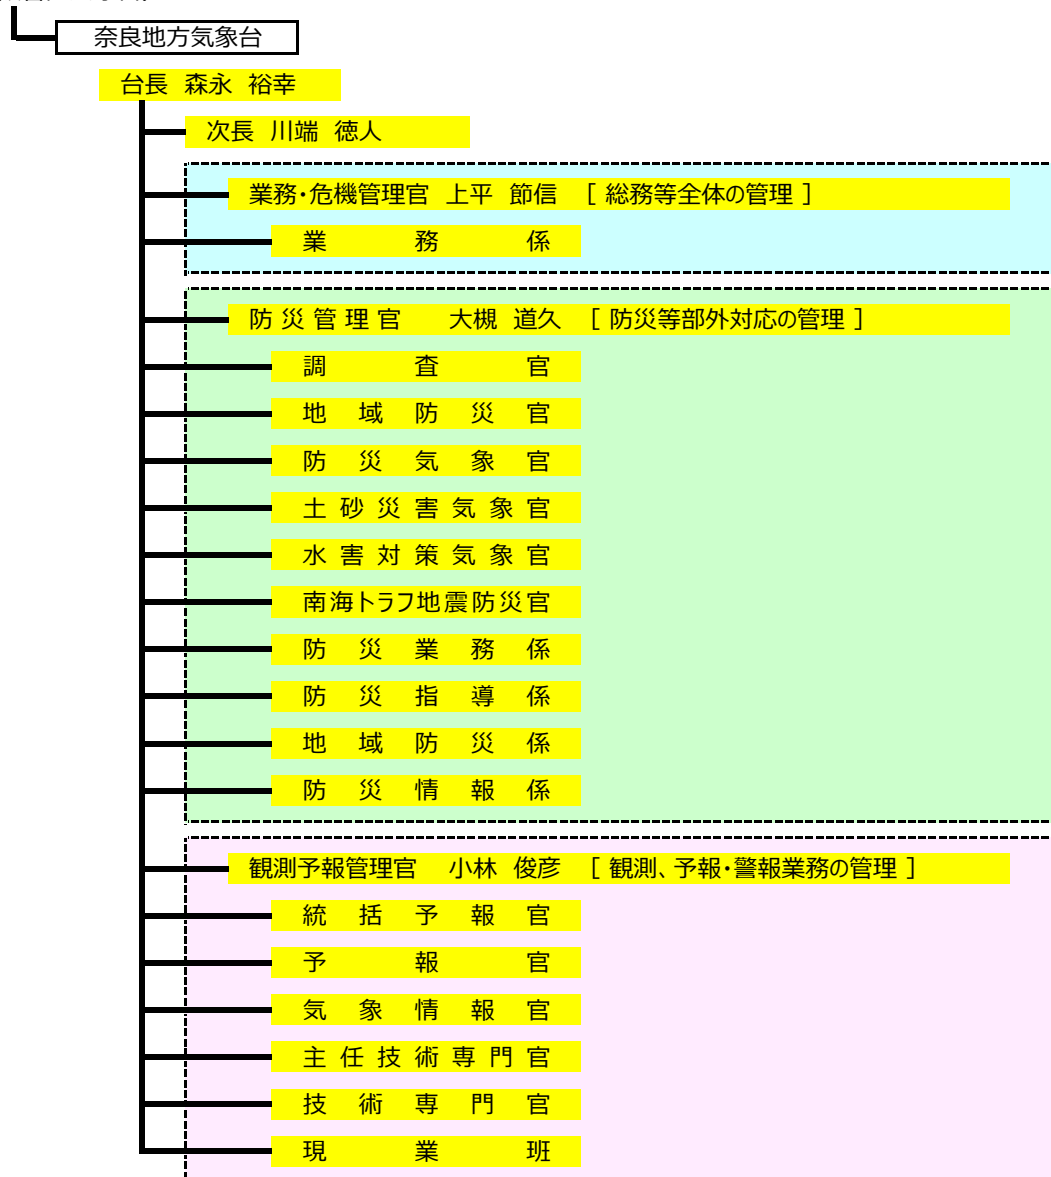 奈良地方気象台
台長 森永 裕幸
次長 川端 徳人
業務・危機管理官 上平 節信 [ 総務等全体の管理 ]
業務係
防災管理官 大槻 道久 [ 防災等部外対応の管理 ]
調査官
地域防災官
防災気象官
土砂災害気象官
水害対策気象官
南海トラフ地震防災官
防災業務係
防災指導係
地域防災係
防災情報係
観測予報管理官 小林 俊彦 [ 観測、予報・警報業務の管理 ]
統括予報官
予報官
気象情報官
主任技術専門官
技術専門官
現業班